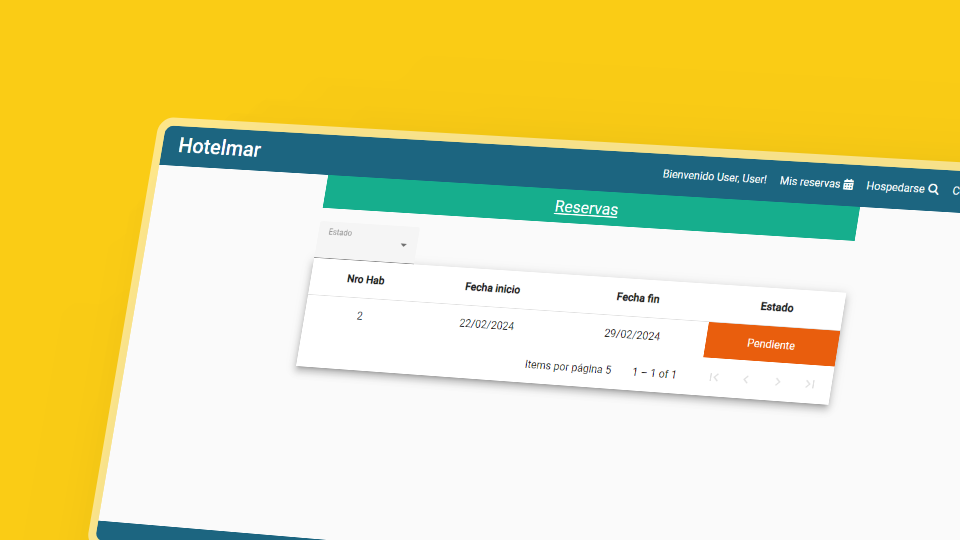 Hotelmar
Bienvenido User, User! Mis reservas Hospedarse C
Reservas
Estado
Nro Hab Fecha inicio Fecha fin Estado
2 22/02/2024 29/02/2024 Pendiente
Items por página 5 1 – 1 of 1